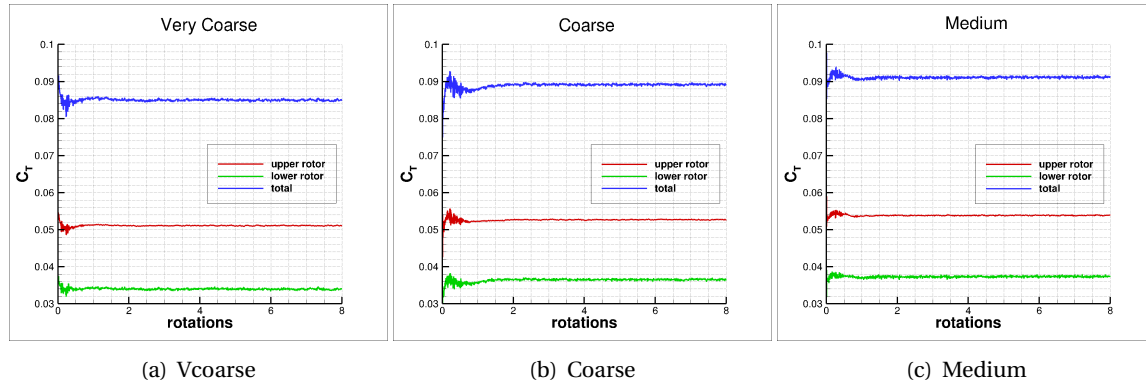 Very Coarse
0.1
0.09
0.08
0.07
0.06
0.05
0.04
0.03
C_T
upper rotor
lower rotor
total
0 2 4 6 8
rotations
(a) Vcoarse
Coarse
0.1
0.09
0.08
0.07
0.06
0.05
0.04
0.03
C_T
upper rotor
lower rotor
total
0 2 4 6 8
rotations
(b) Coarse
Medium
0.1
0.09
0.08
0.07
0.06
0.05
0.04
0.03
C_T
upper rotor
lower rotor
total
0 2 4 6 8
rotations
(c) Medium